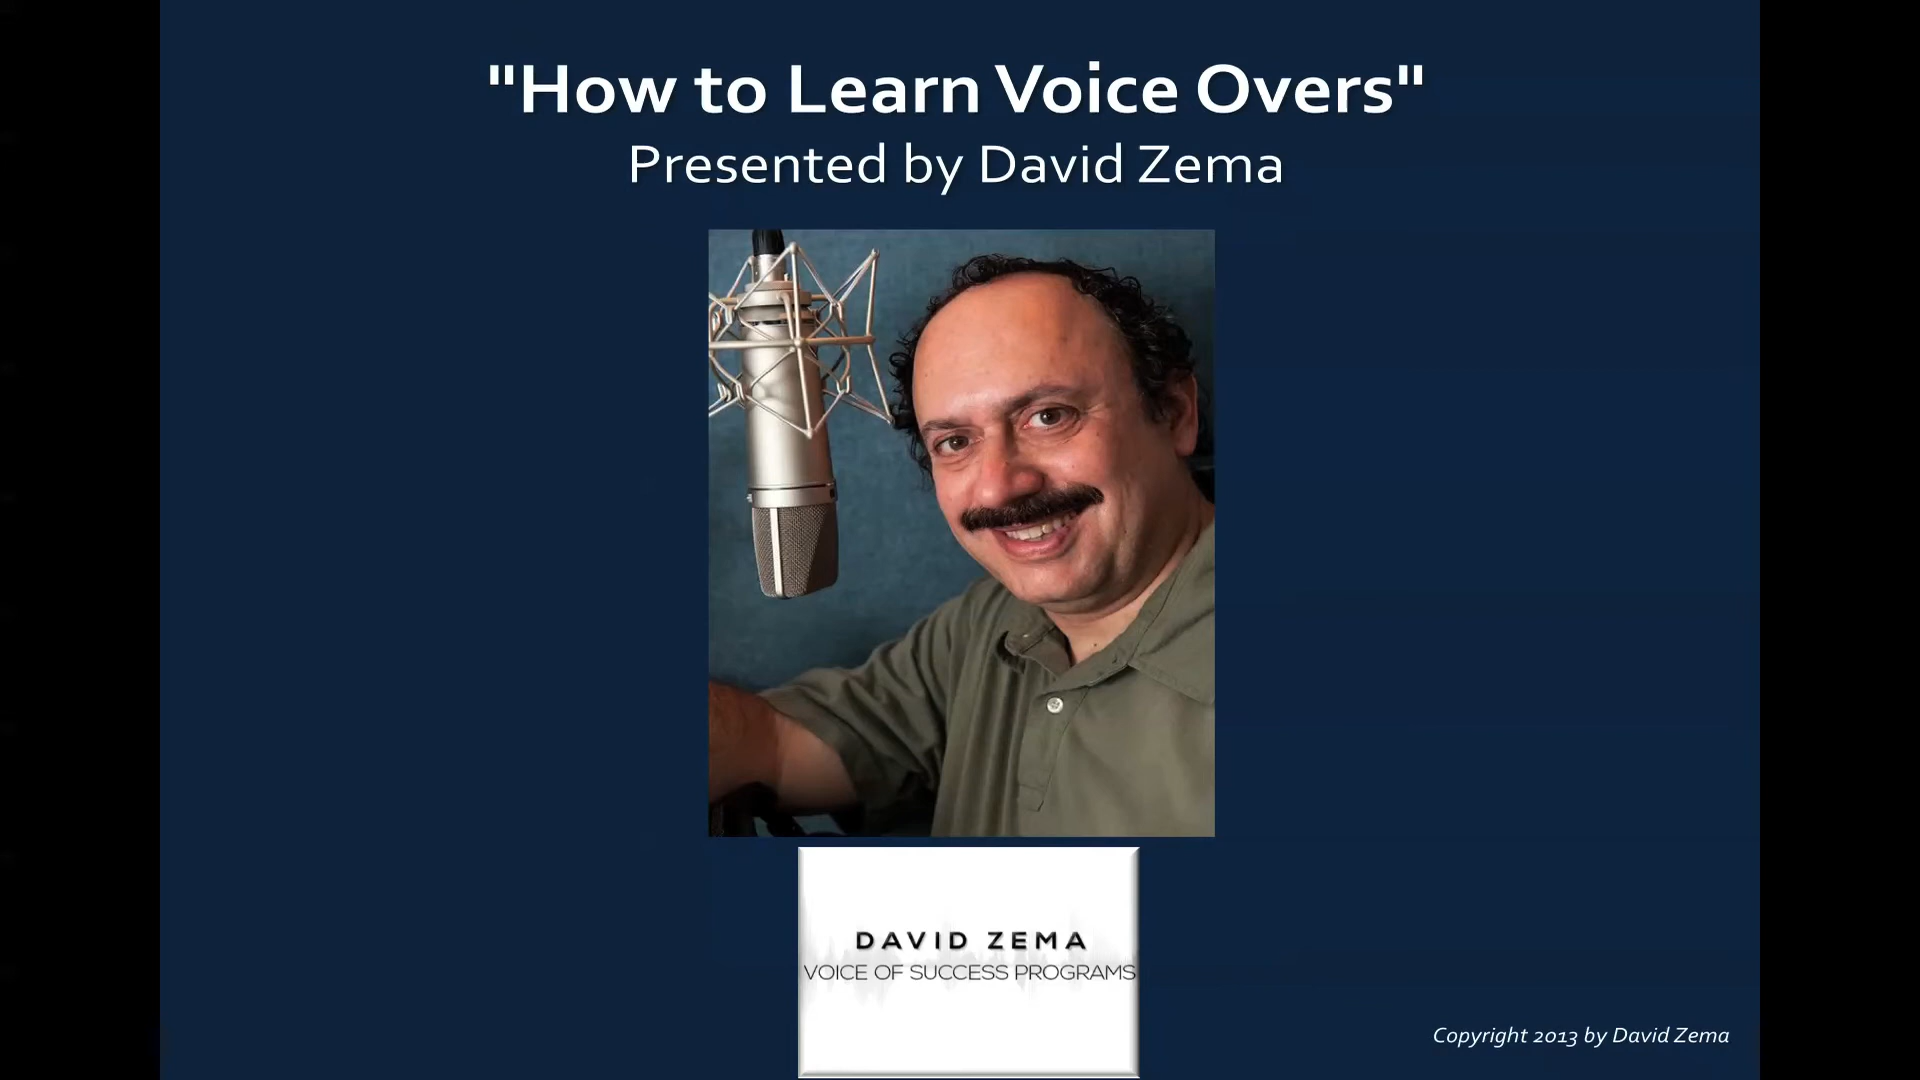 "How to Learn Voice Overs"
Presented by David Zema
DAVID ZEMA
VOICE OF SUCCESS PROGRAMS
Copyright 2013 by David Zema